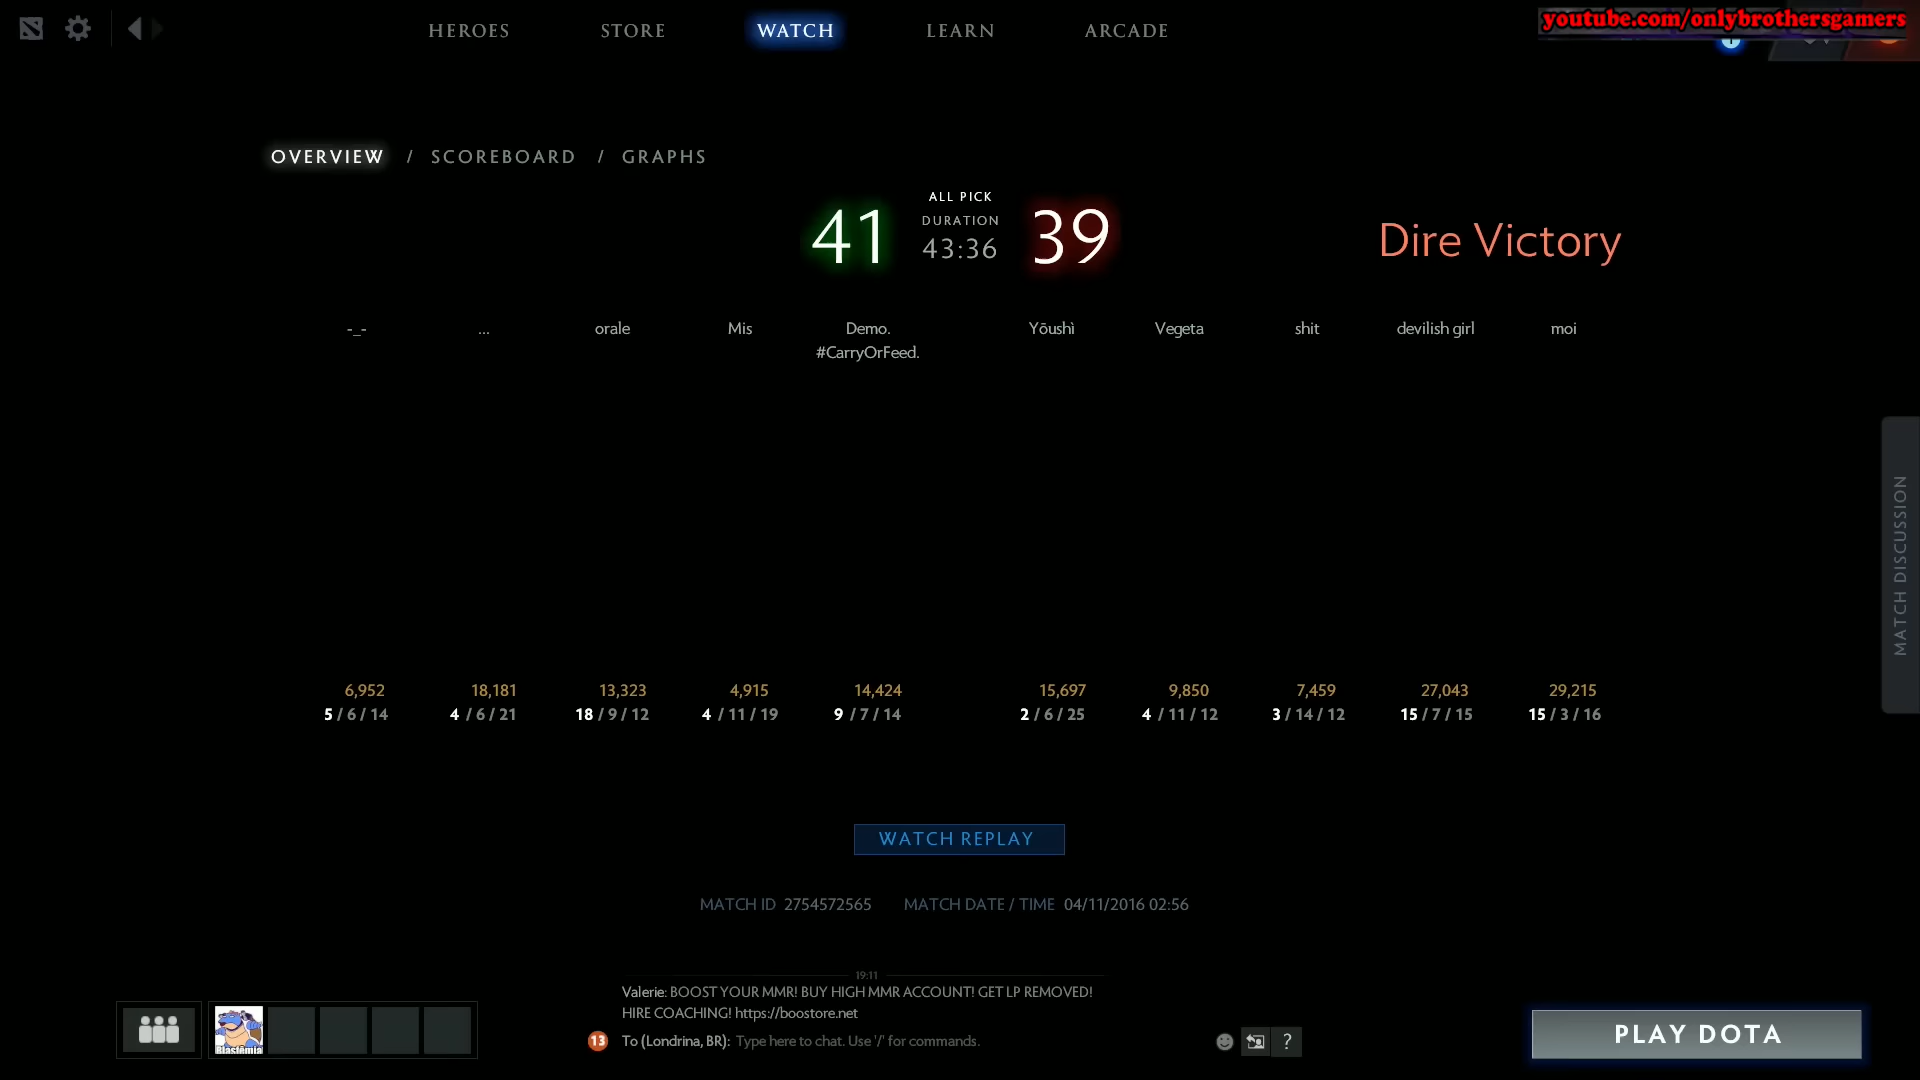 HEROES
STORE
WATCH
LEARN
ARCADE
youtube.com/onlybrothersgamers
OVERVIEW / SCOREBOARD / GRAPHS
ALL PICK
41
DURATION
43:36
39
Dire Victory
-_-
...
orale
Mis
Demo.
#CarryOrFeed.
Yōushì
Vegeta
shit
devilish girl
moi
MATCH DISCUSSION
6,952
18,181
13,323
4,915
14,424
15,697
9,850
7,459
27,043
29,215
5 / 6 / 14
4 / 6 / 21
18 / 9 / 12
4 / 11 / 19
9 / 7 / 14
2 / 6 / 25
4 / 11 / 12
3 / 14 / 12
15 / 7 / 15
15 / 3 / 16
WATCH REPLAY
MATCH ID 2754572565
MATCH DATE / TIME 04/11/2016 02:56
19:11
Valerie: BOOST YOUR MMR! BUY HIGH MMR ACCOUNT! GET LP REMOVED!
HIRE COACHING! https://boostore.net
13
To (Londrina, BR): Type here to chat. Use '/' for commands.
?
Blastêmia
PLAY DOTA